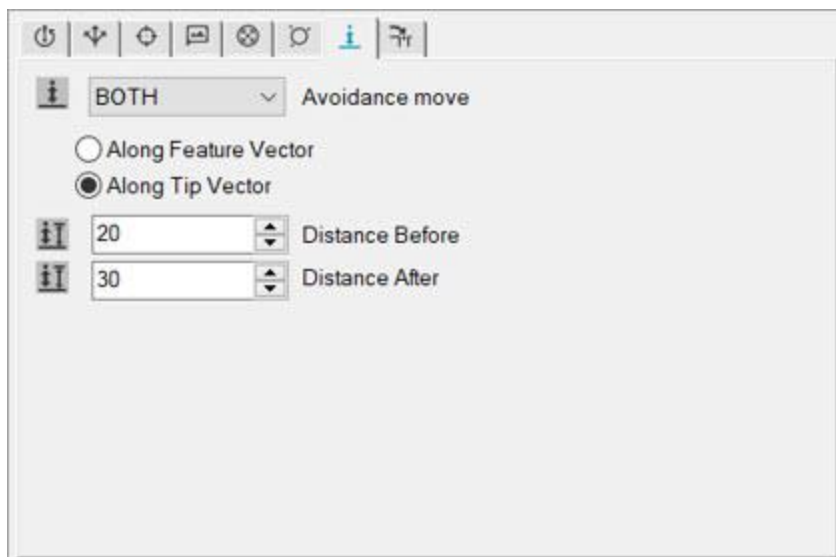 BOTH Avoidance move
Along Feature Vector
Along Tip Vector
20 Distance Before
30 Distance After